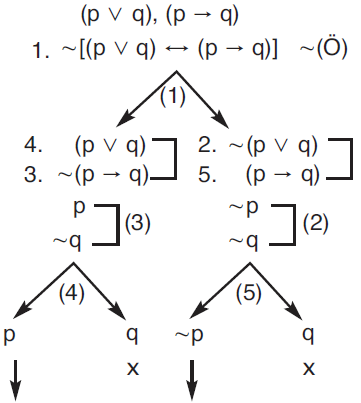 (p ∨ q), (p → q)
1. ~[(p ∨ q) ↔ (p → q)] ~(Ö)
(1)
4. (p ∨ q) 2. ~(p ∨ q)
3. ~(p → q) 5. (p → q)
p ~p
(3) (2)
~q ~q
(4) (5)
p q ~p q
x x